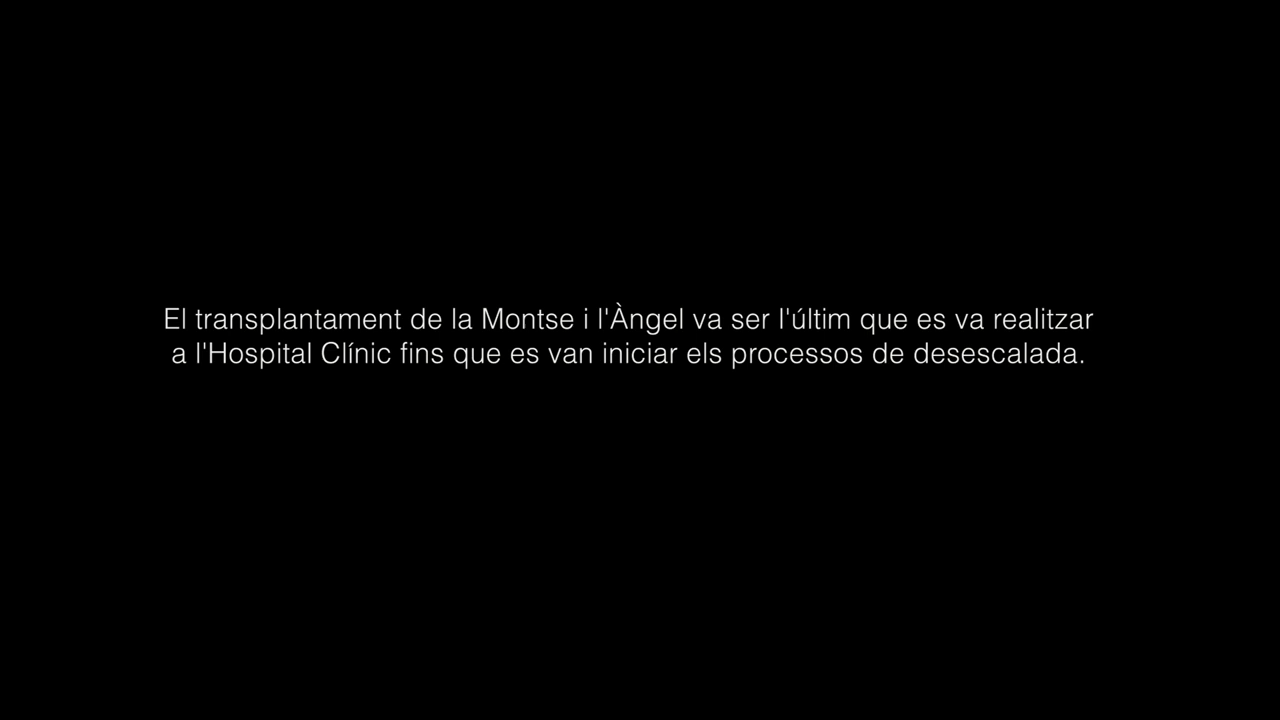 El transplantament de la Montse i l'Àngel va ser l'últim que es va realitzar
a l'Hospital Clínic fins que es van iniciar els processos de desescalada.